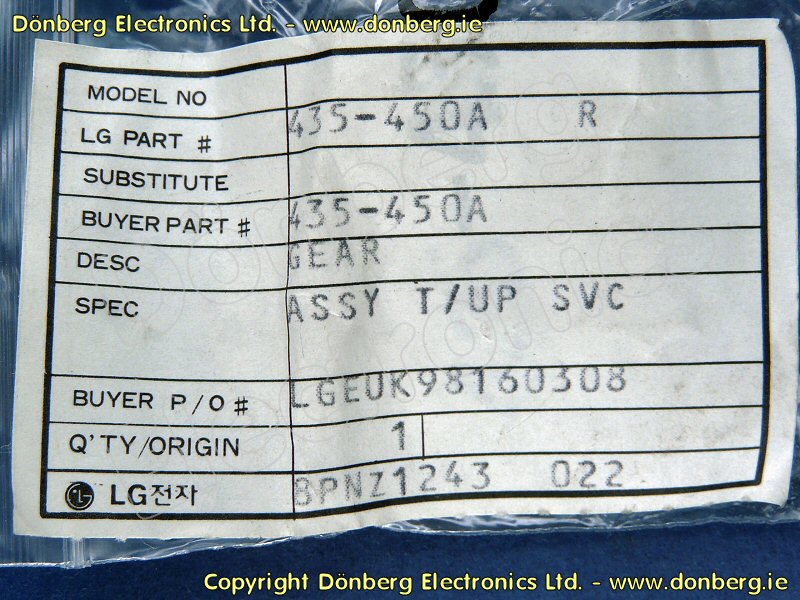 Dönberg Electronics Ltd. - www.donberg.ie
MODEL NO
LG PART # 435-450A R
SUBSTITUTE
BUYER PART # 435-450A
DESC GEAR
SPEC ASSY T/UP SVC
BUYER P/O # LGEUK98160308
Q'TY/ORIGIN 1
LG LG전자 8PNZ1243 022
Copyright Dönberg Electronics Ltd. - www.donberg.ie